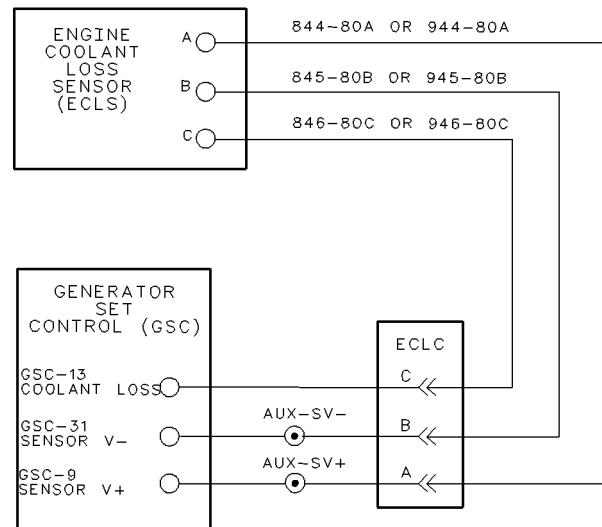 ENGINE
COOLANT
LOSS
SENSOR
(ECLS)
A
B
C
844-80A OR 944-80A
845-80B OR 945-80B
846-80C OR 946-80C
GENERATOR
SET
CONTROL (GSC)
GSC-13
COOLANT LOSS
GSC-31
SENSOR V-
GSC-9
SENSOR V+
AUX-SV-
AUX-SV+
ECLC
C
B
A